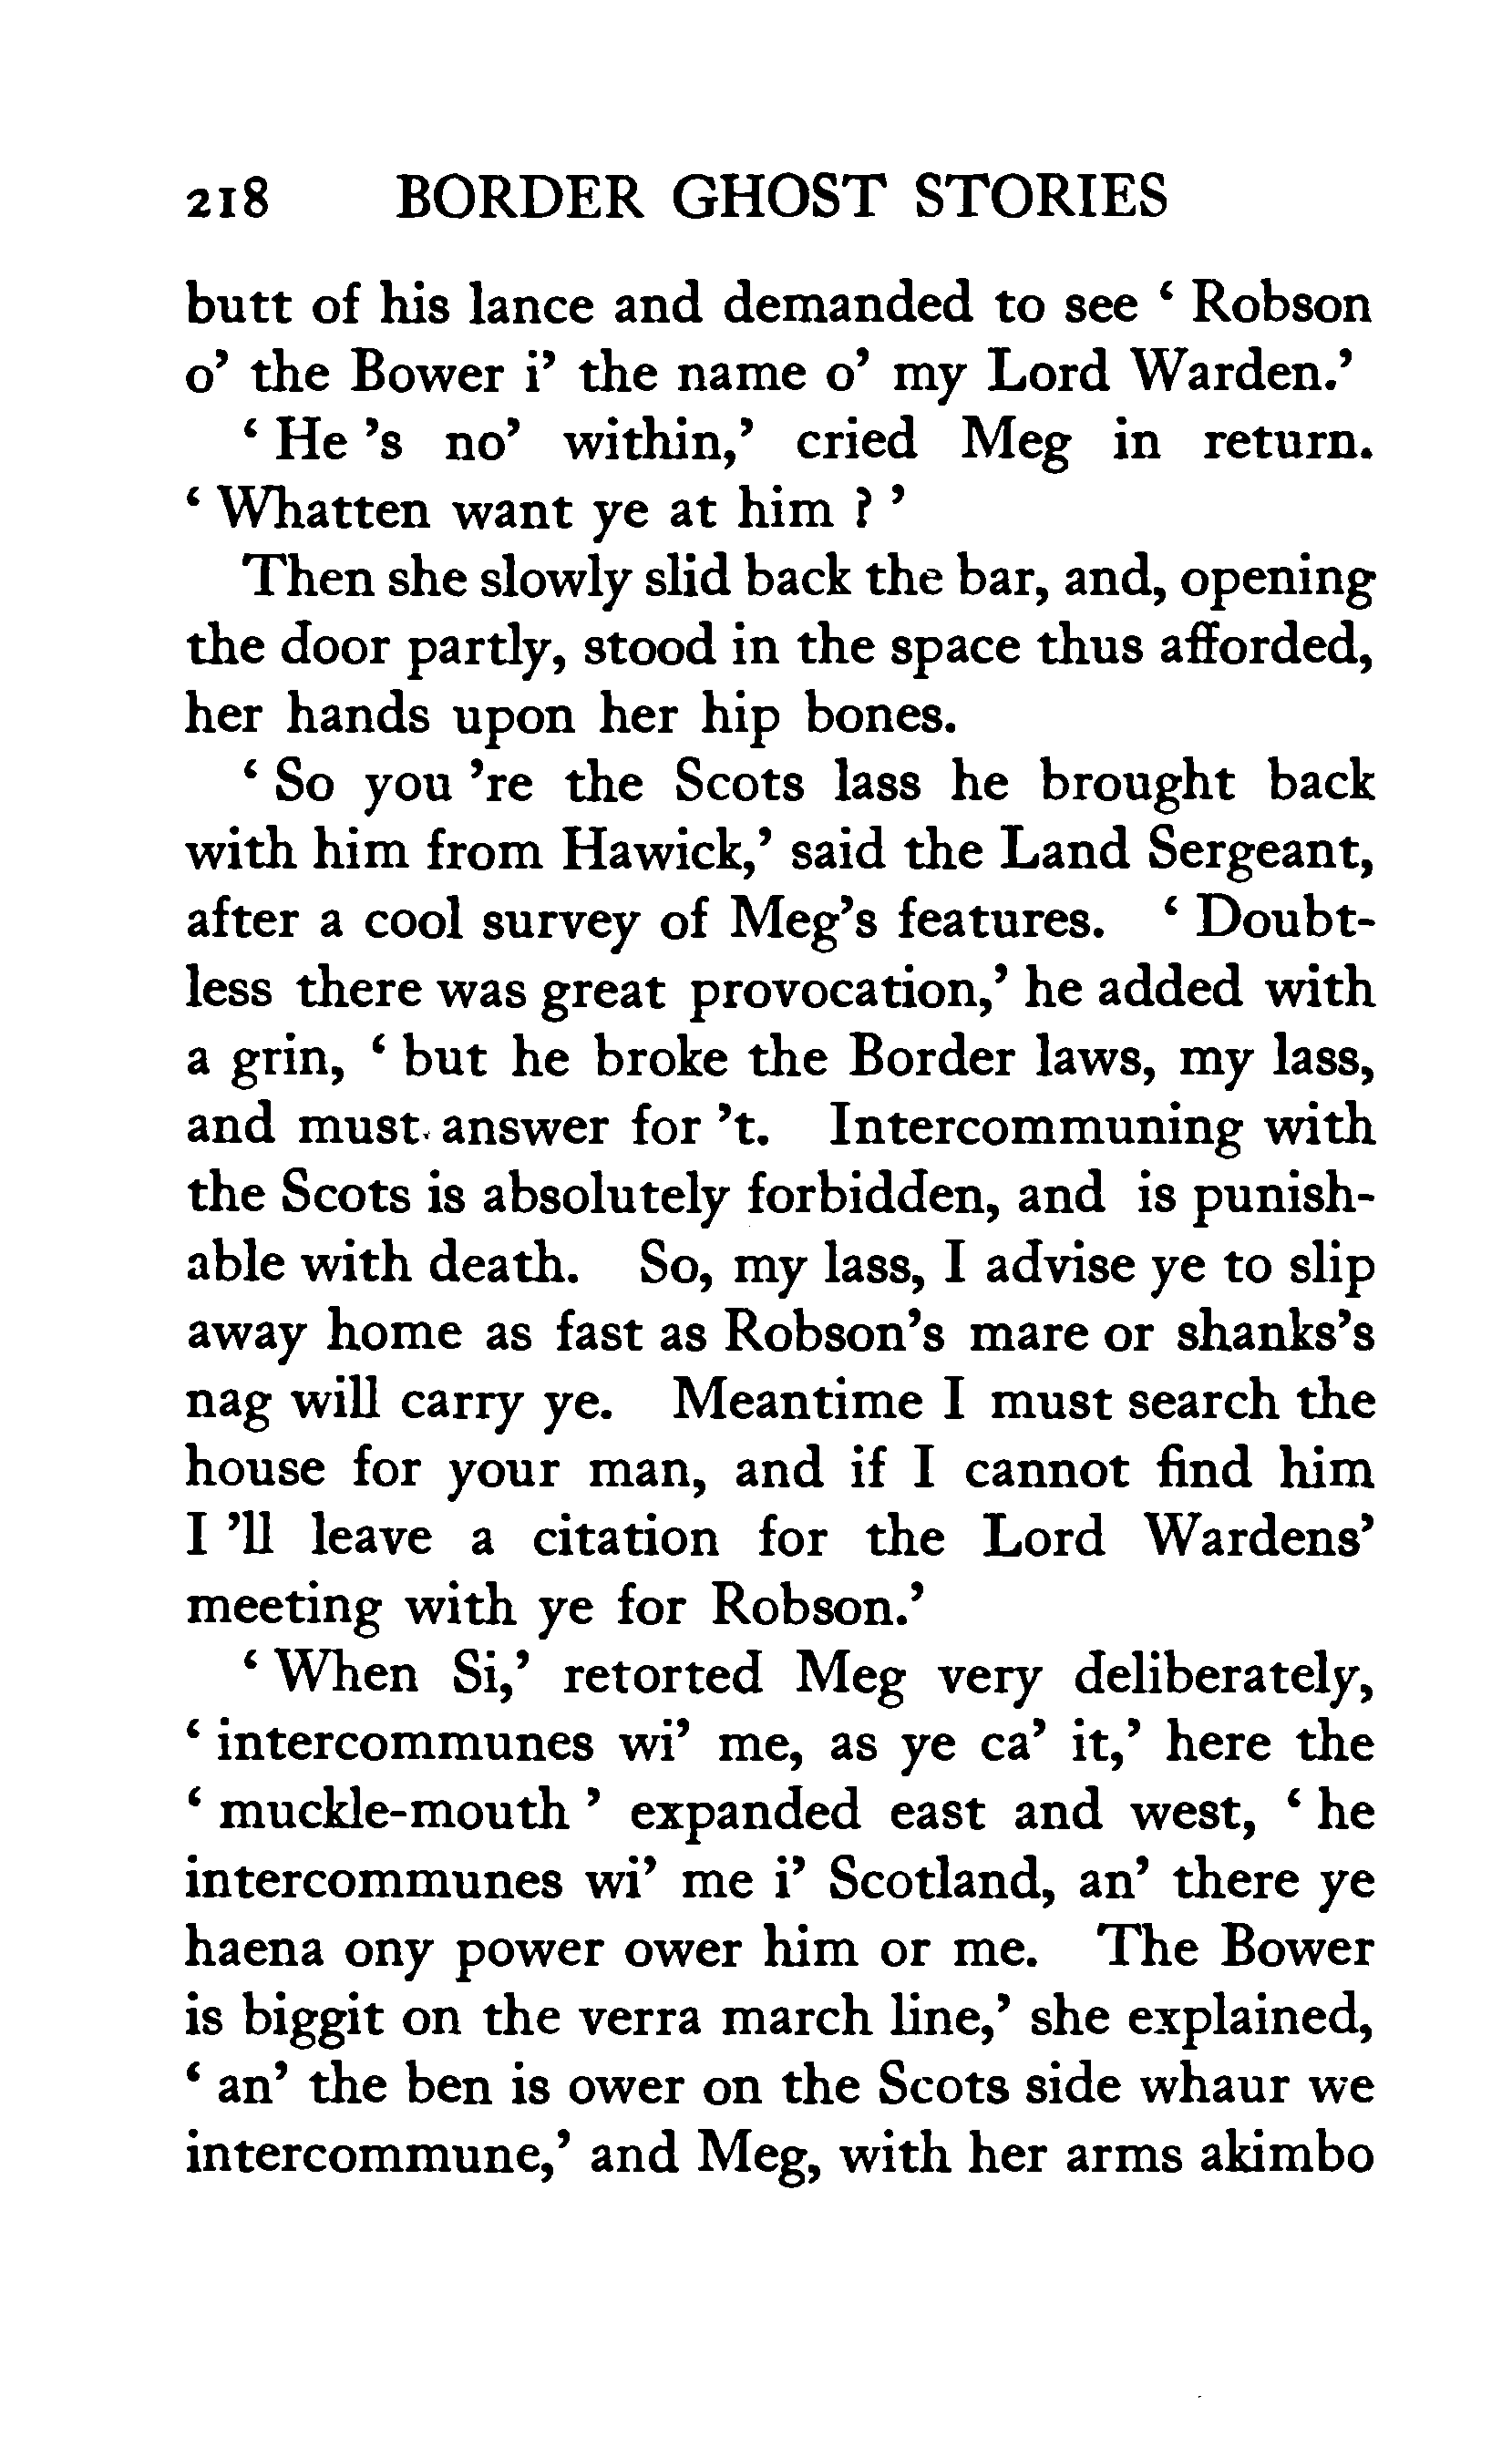 218 BORDER GHOST STORIES
butt of his lance and demanded to see ‘ Robson
o’ the Bower i’ the name o’ my Lord Warden.’
‘ He ’s no’ within,’ cried Meg in return.
‘ Whatten want ye at him ? ’
Then she slowly slid back the bar, and, opening
the door partly, stood in the space thus afforded,
her hands upon her hip bones.
‘ So you ’re the Scots lass he brought back
with him from Hawick,’ said the Land Sergeant,
after a cool survey of Meg’s features. ‘ Doubt-
less there was great provocation,’ he added with
a grin, ‘ but he broke the Border laws, my lass,
and must answer for ’t. Intercommuning with
the Scots is absolutely forbidden, and is punish-
able with death. So, my lass, I advise ye to slip
away home as fast as Robson’s mare or shanks’s
nag will carry ye. Meantime I must search the
house for your man, and if I cannot find him
I ’ll leave a citation for the Lord Wardens’
meeting with ye for Robson.’
‘ When Si,’ retorted Meg very deliberately,
‘ intercommunes wi’ me, as ye ca’ it,’ here the
‘ muckle-mouth ’ expanded east and west, ‘ he
intercommunes wi’ me i’ Scotland, an’ there ye
haena ony power ower him or me. The Bower
is biggit on the verra march line,’ she explained,
‘ an’ the ben is ower on the Scots side whaur we
intercommune,’ and Meg, with her arms akimbo